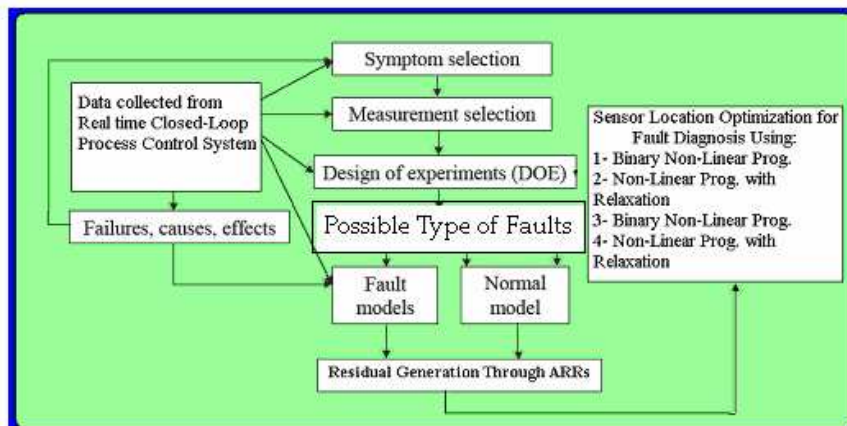 Symptom selection
Data collected from
Real time Closed-Loop
Process Control System
Measurement selection
Design of experiments (DOE)
Failures, causes, effects
Possible Type of Faults
Fault
models
Normal
model
Residual Generation Through ARRs
Sensor Location Optimization for
Fault Diagnosis Using:
1- Binary Non-Linear Prog.
2- Non-Linear Prog. with
Relaxation
3- Binary Non-Linear Prog.
4- Non-Linear Prog. with
Relaxation